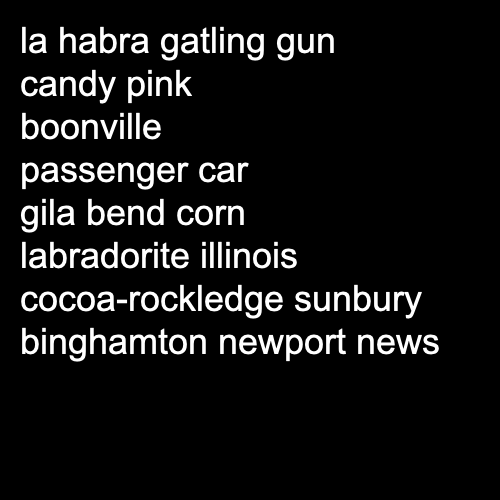 la habra gatling gun
candy pink
boonville
passenger car
gila bend corn
labradorite illinois
cocoa-rockledge sunbury
binghamton newport news